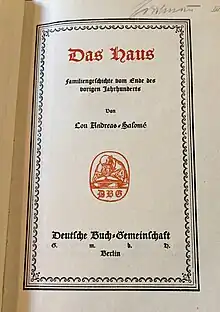 Das Haus
Familiengeschichte vom Ende des
vorigen Jahrhunderts
Von
Lou Andreas-Salomé
DBG
Deutsche Buch-Gemeinschaft
G. m. b. H.
Berlin